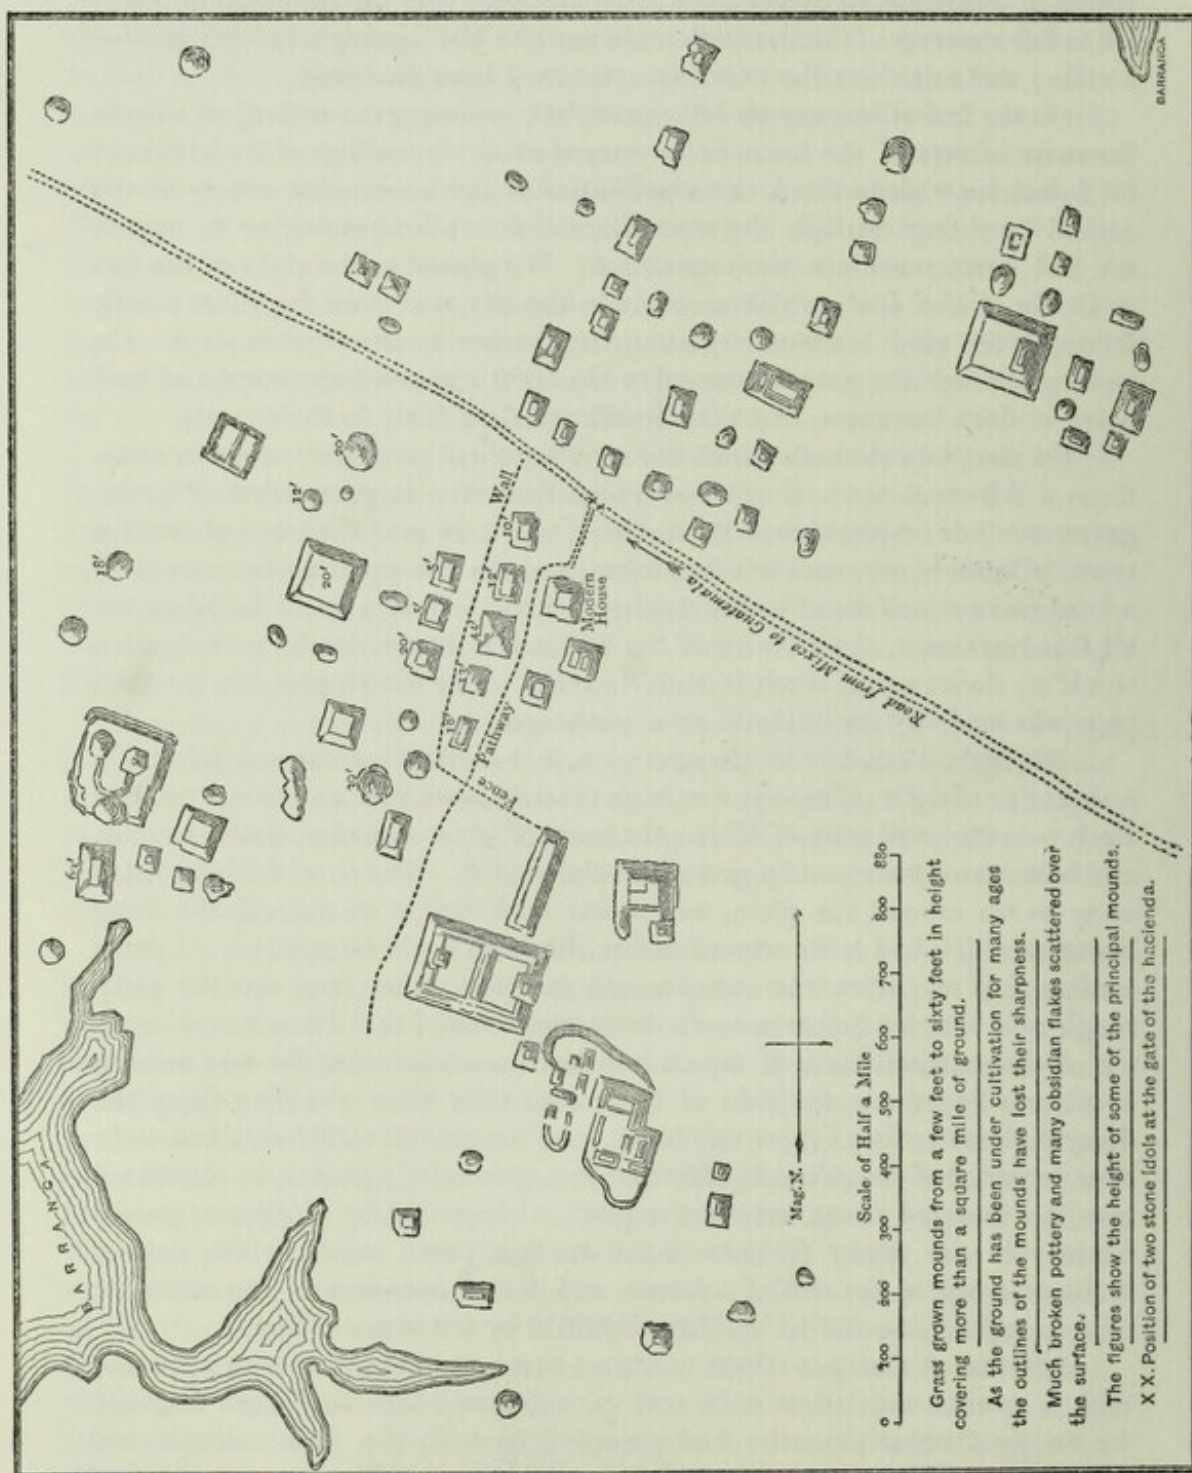 BARRANCA
BARRANCA
Wall
20'
12'
18'
20'
Modern
House
Pathway
Fence
Road from Mixco to Guatemala
Mag. N.
Scale of Half a Mile
0 100 200 300 400 500 600 700 800 880
Grass grown mounds from a few feet to sixty feet in height
covering more than a square mile of ground.
As the ground has been under cultivation for many ages
the outlines of the mounds have lost their sharpness.
Much broken pottery and many obsidian flakes scattered over
the surface.
The figures show the height of some of the principal mounds.
X X. Position of two stone idols at the gate of the hacienda.